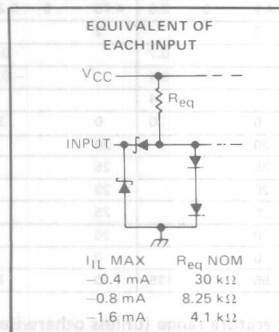 EQUIVALENT OF
EACH INPUT
VCC
Req
INPUT
IIL MAX Req NOM
−0.4 mA 30 kΩ
−0.8 mA 8.25 kΩ
−1.6 mA 4.1 kΩ